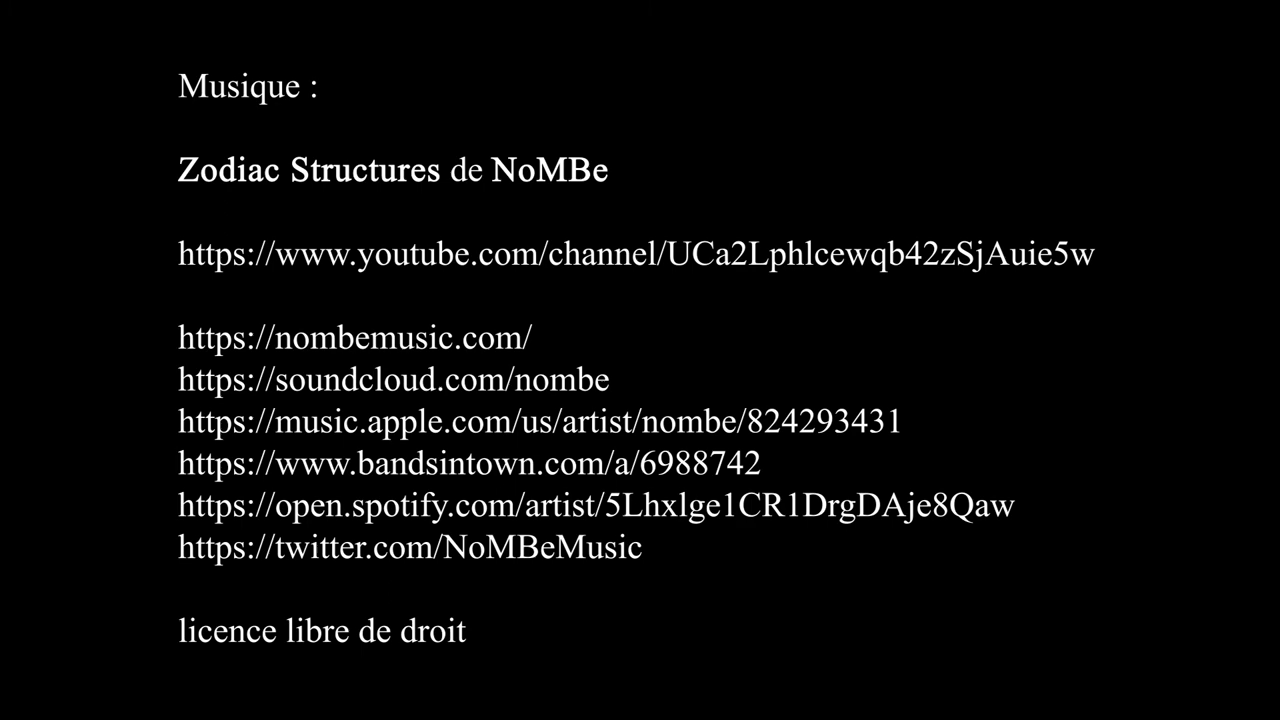 Musique :
Zodiac Structures de NoMBe
https://www.youtube.com/channel/UCa2Lphlcewqb42zSjAuie5w
https://nombemusic.com/
https://soundcloud.com/nombe
https://music.apple.com/us/artist/nombe/824293431
https://www.bandsintown.com/a/6988742
https://open.spotify.com/artist/5Lhxlge1CR1DrgDAje8Qaw
https://twitter.com/NoMBeMusic
licence libre de droit